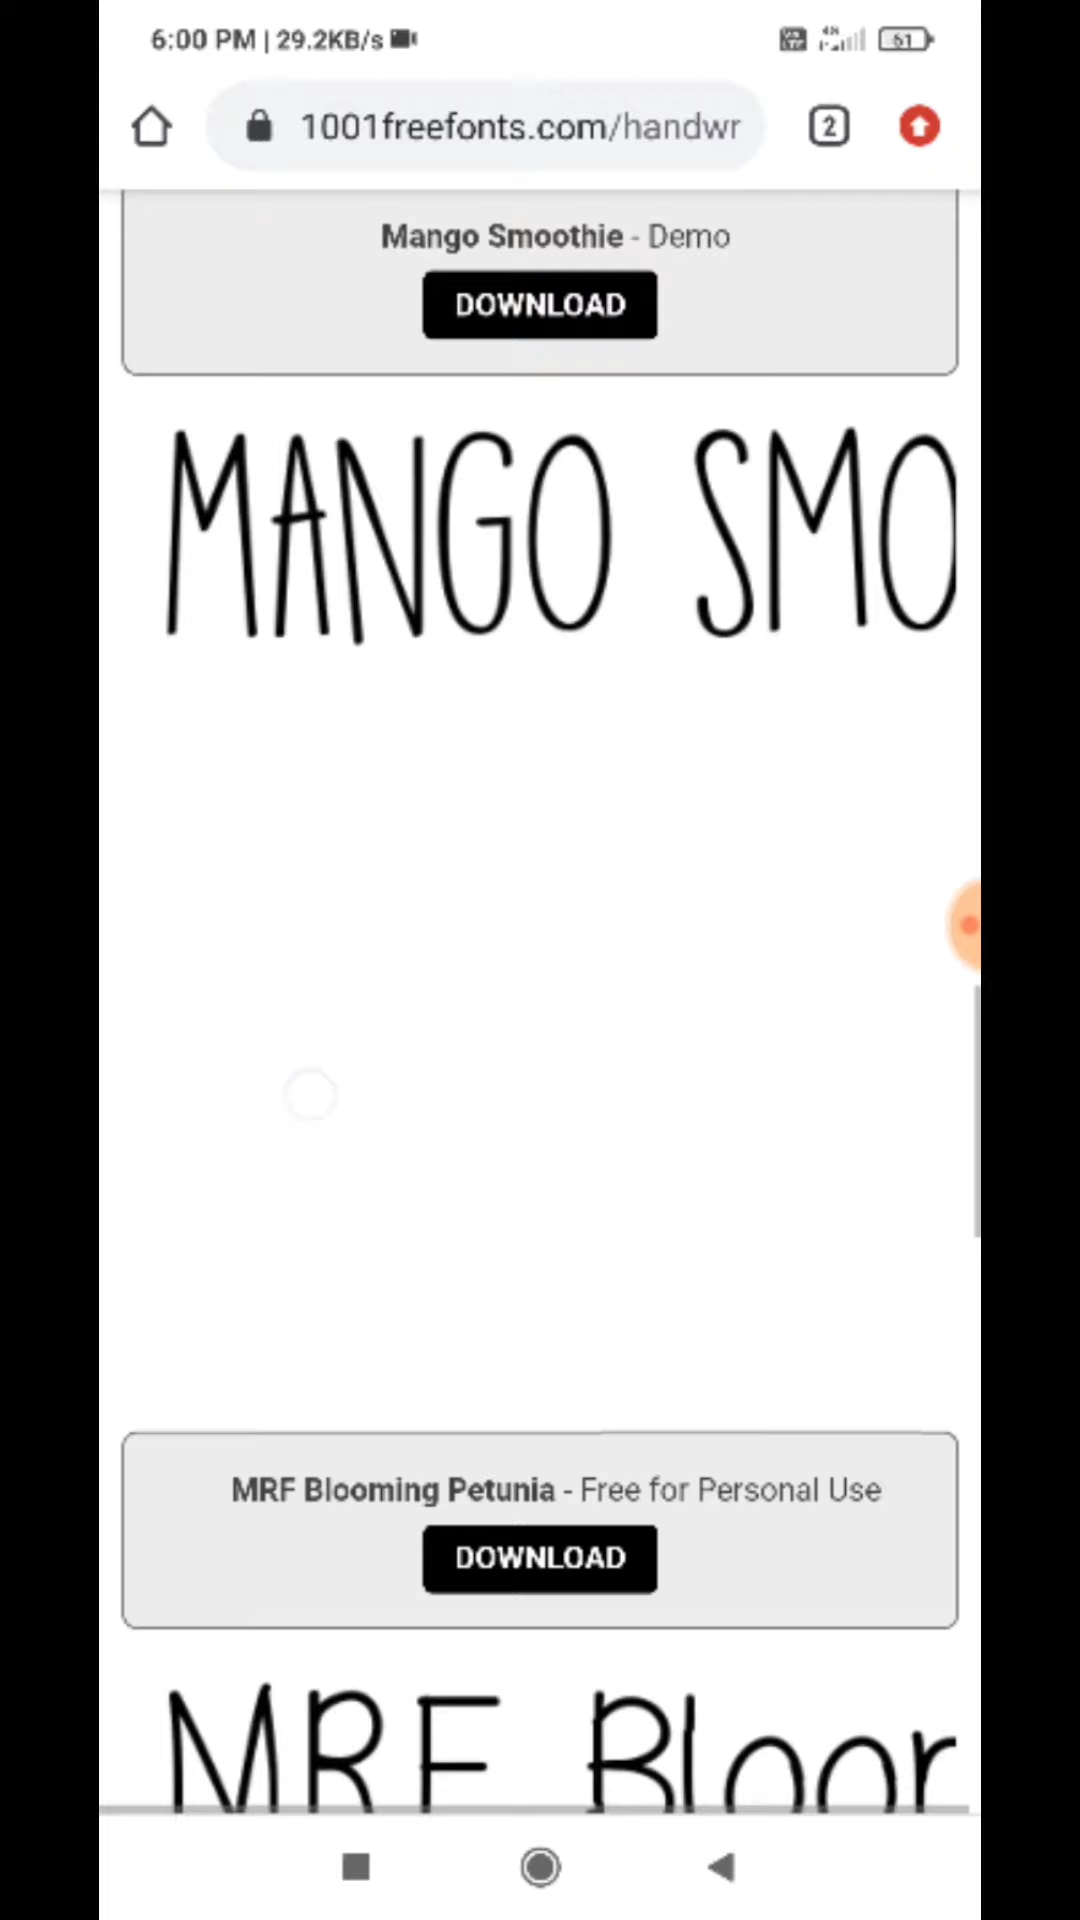 6:00 PM | 29.2KB/s
61
1001freefonts.com/handwr
2
Mango Smoothie - Demo
DOWNLOAD
MANGO SMO
MRF Blooming Petunia - Free for Personal Use
DOWNLOAD
MRF Bloor